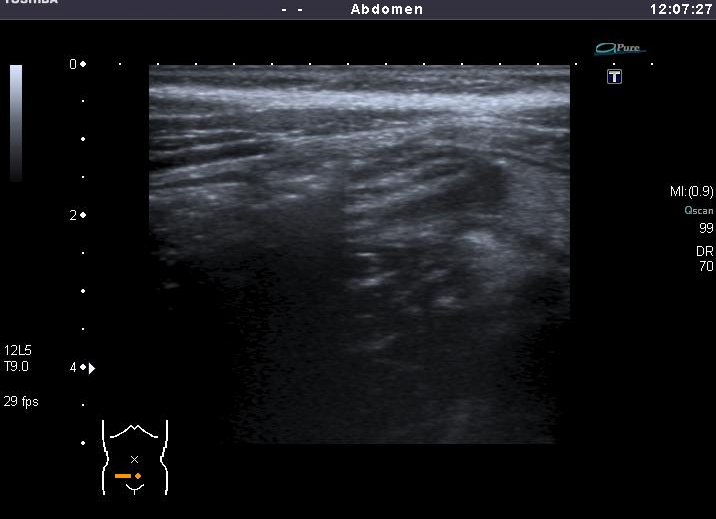 TOSHIBA
- - Abdomen 12:07:27
aPure
T
0
2
4
MI:(0.9)
Qscan
99
DR
70
12L5
T9.0
29 fps